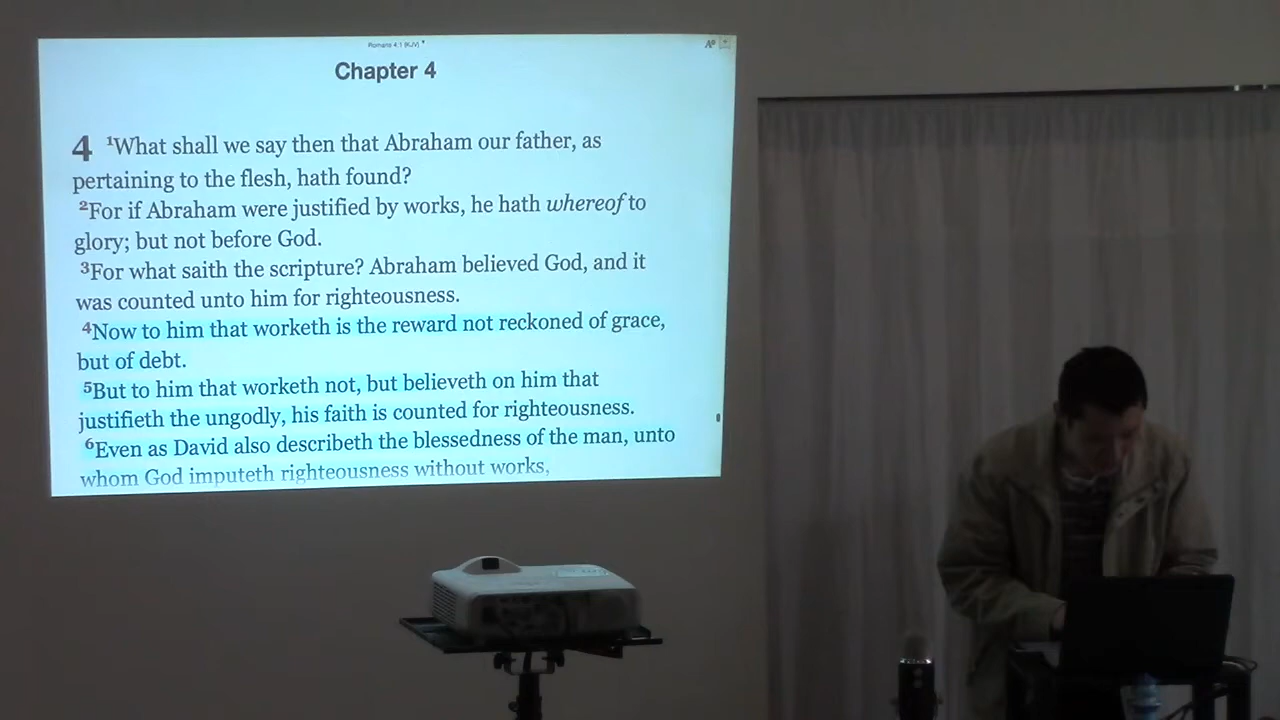 Romans 4:1 (KJV)
Chapter 4
4 ¹What shall we say then that Abraham our father, as
pertaining to the flesh, hath found?
²For if Abraham were justified by works, he hath whereof to
glory; but not before God.
³For what saith the scripture? Abraham believed God, and it
was counted unto him for righteousness.
⁴Now to him that worketh is the reward not reckoned of grace,
but of debt.
⁵But to him that worketh not, but believeth on him that
justifieth the ungodly, his faith is counted for righteousness.
⁶Even as David also describeth the blessedness of the man, unto
whom God imputeth righteousness without works,